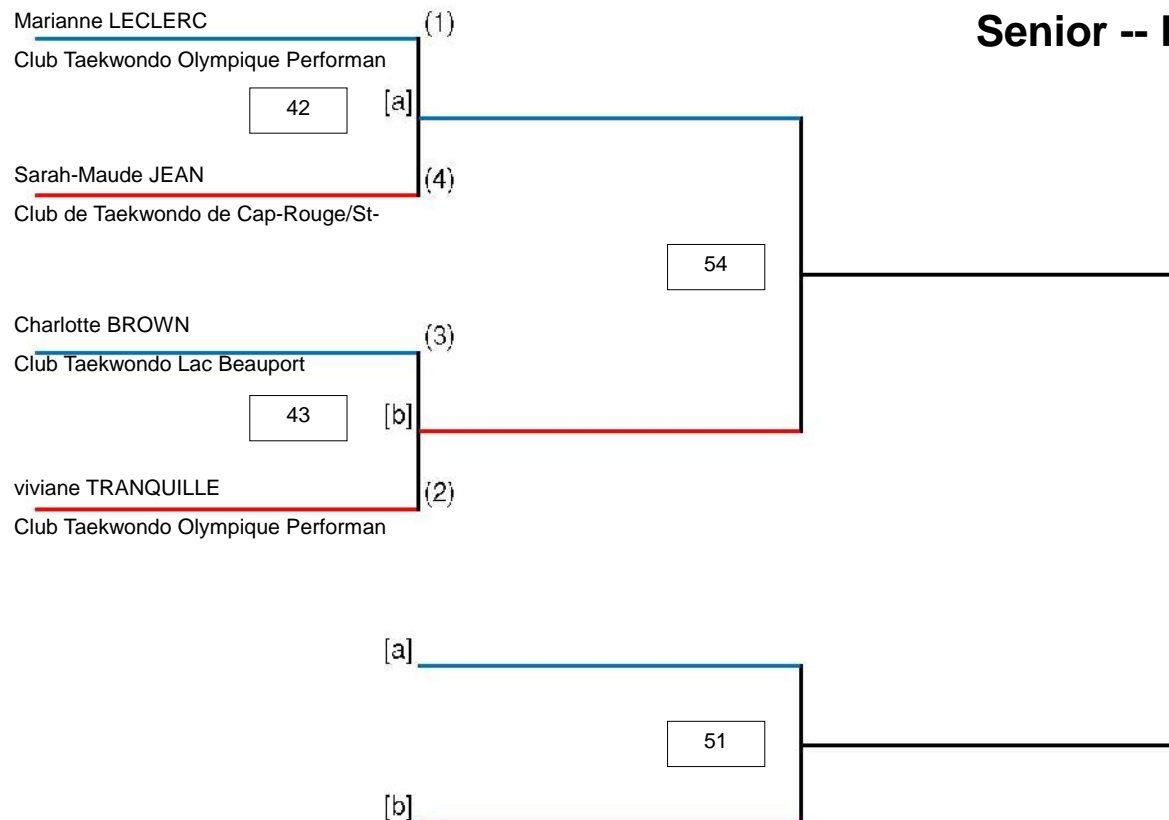 Marianne LECLERC
(1)
Senior --
Club Taekwondo Olympique Performan
42
[a]
Sarah-Maude JEAN
(4)
Club de Taekwondo de Cap-Rouge/St-
54
Charlotte BROWN
(3)
Club Taekwondo Lac Beauport
43
[b]
viviane TRANQUILLE
(2)
Club Taekwondo Olympique Performan
[a]
51
[b]